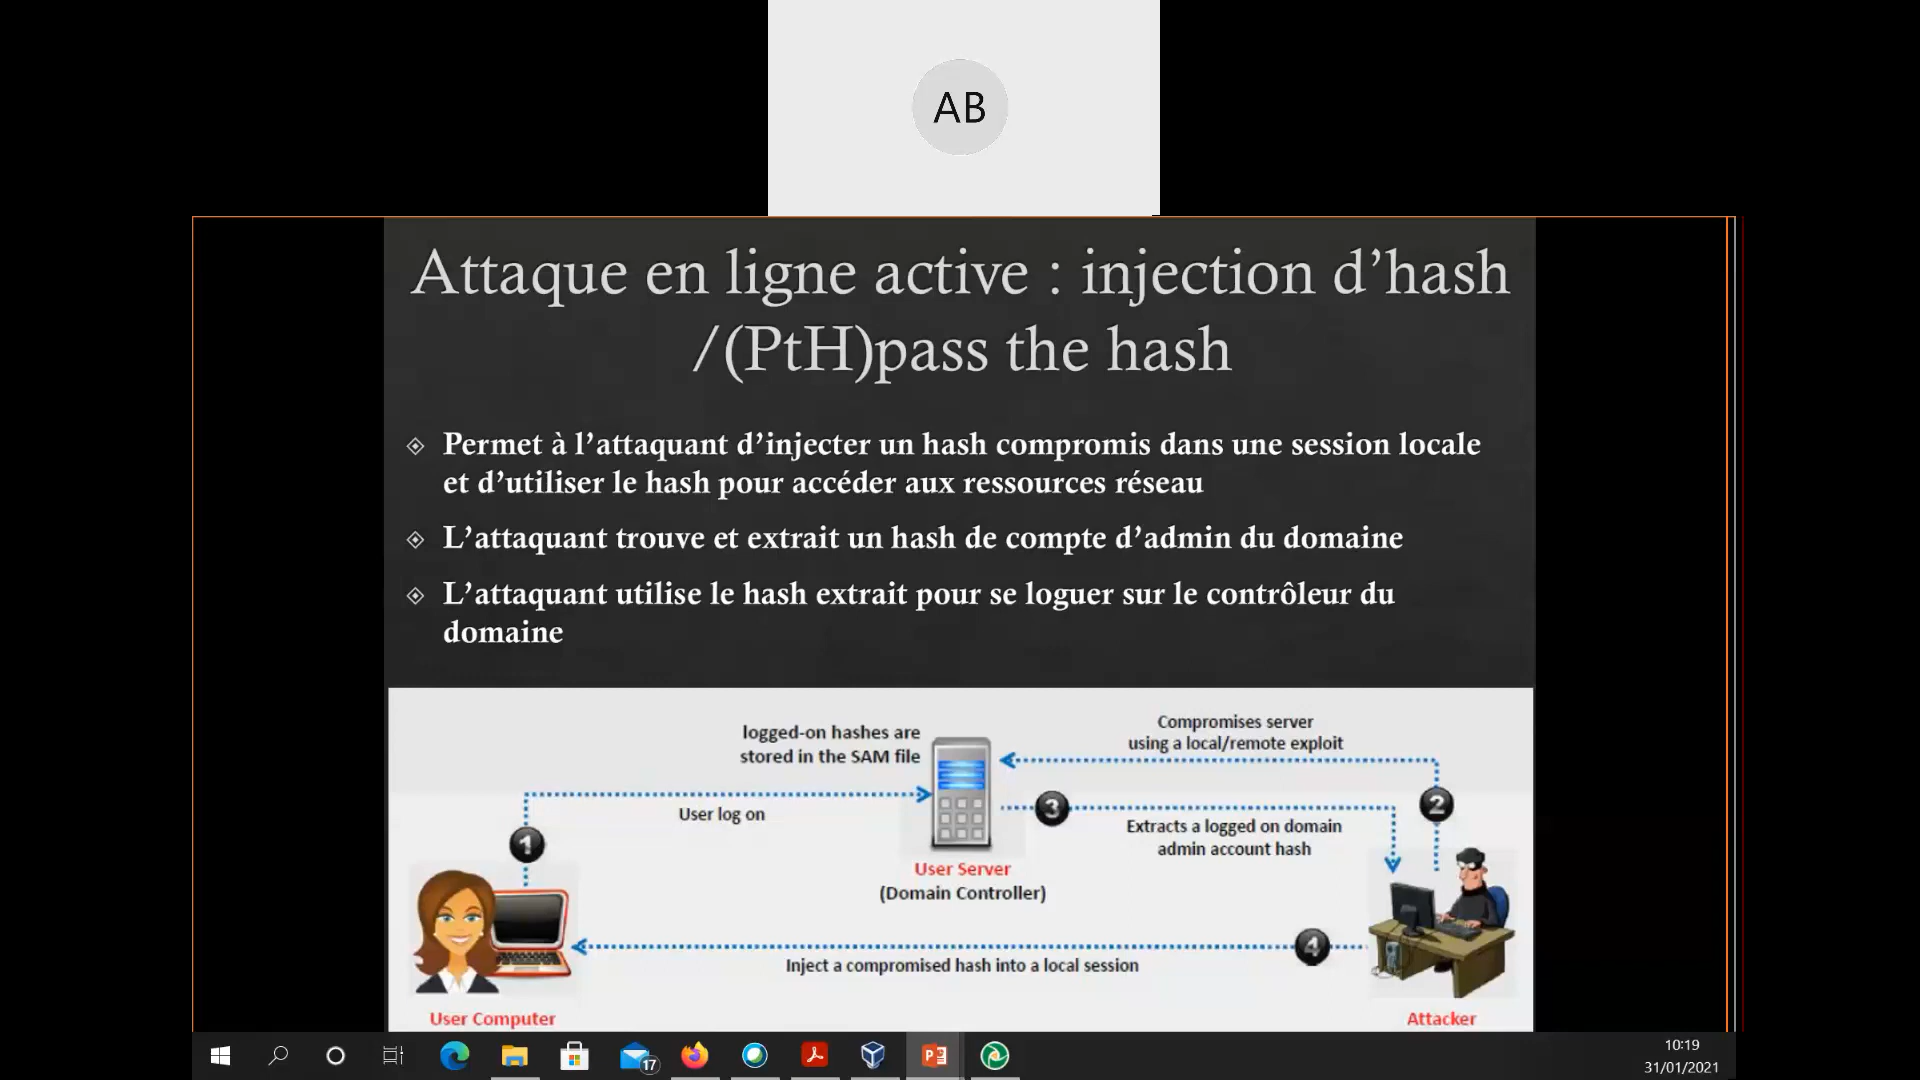 AB
Attaque en ligne active : injection d’hash
/(PtH)pass the hash
Permet à l’attaquant d’injecter un hash compromis dans une session locale
et d’utiliser le hash pour accéder aux ressources réseau
L’attaquant trouve et extrait un hash de compte d’admin du domaine
L’attaquant utilise le hash extrait pour se loguer sur le contrôleur du
domaine
logged-on hashes are
stored in the SAM file
Compromises server
using a local/remote exploit
User log on
1
2
3
Extracts a logged on domain
admin account hash
User Server
(Domain Controller)
4
Inject a compromised hash into a local session
User Computer
Attacker
17
10:19
31/01/2021